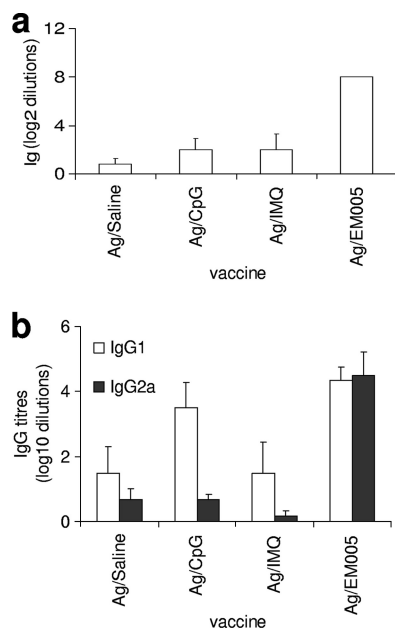 a
Ig (log2 dilutions)
12
8
4
0
Ag/Saline
Ag/CpG
Ag/IMQ
Ag/EM005
vaccine
b
IgG titres
(log10 dilutions)
6
4
2
0
IgG1
IgG2a
Ag/Saline
Ag/CpG
Ag/IMQ
Ag/EM005
vaccine